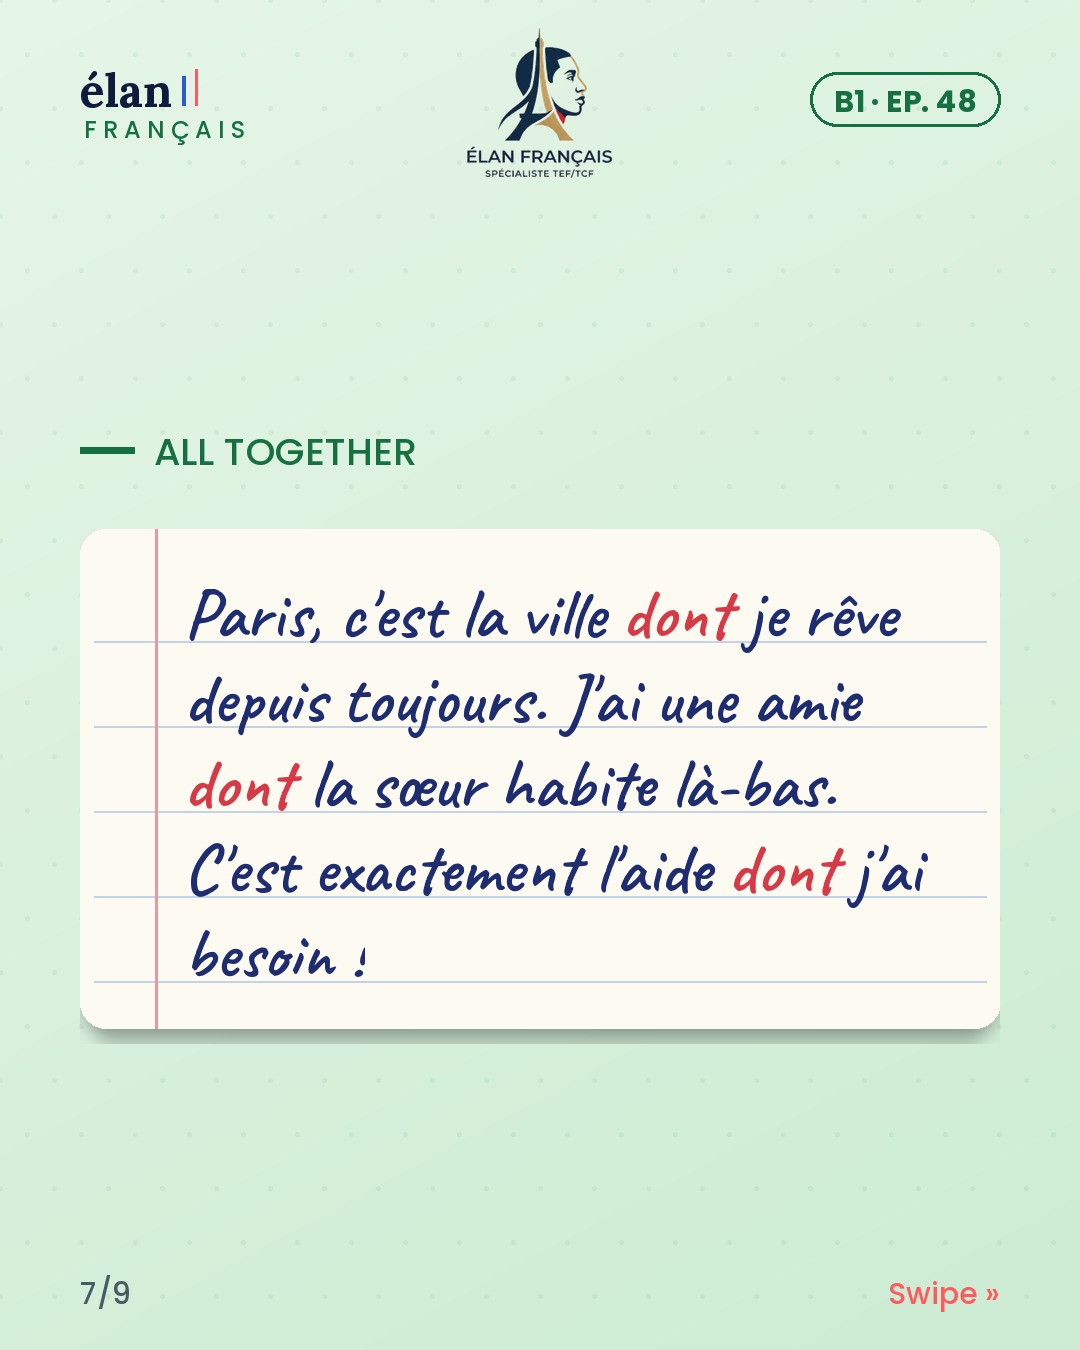 élan
FRANÇAIS
ÉLAN FRANÇAIS
SPÉCIALISTE TEF/TCF
B1 · EP. 48
ALL TOGETHER
Paris, c'est la ville dont je rêve
depuis toujours. J'ai une amie
dont la sœur habite là-bas.
C'est exactement l'aide dont j'ai
besoin !
7/9
Swipe »